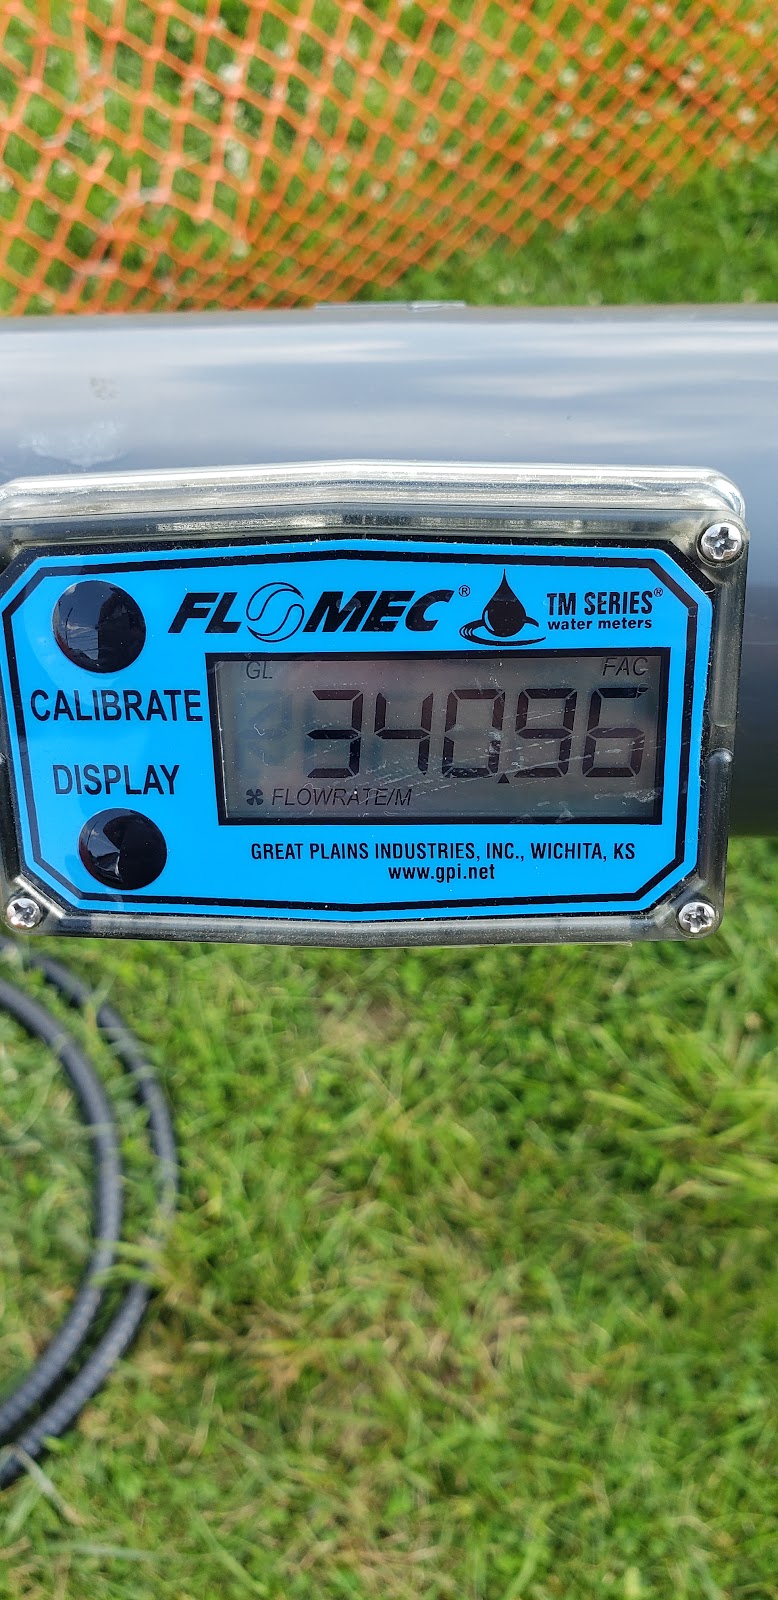 FLOMEC® TM SERIES®
water meters
CALIBRATE
DISPLAY
GL FAC
340.96
FLOWRATE/M
GREAT PLAINS INDUSTRIES, INC., WICHITA, KS
www.gpi.net